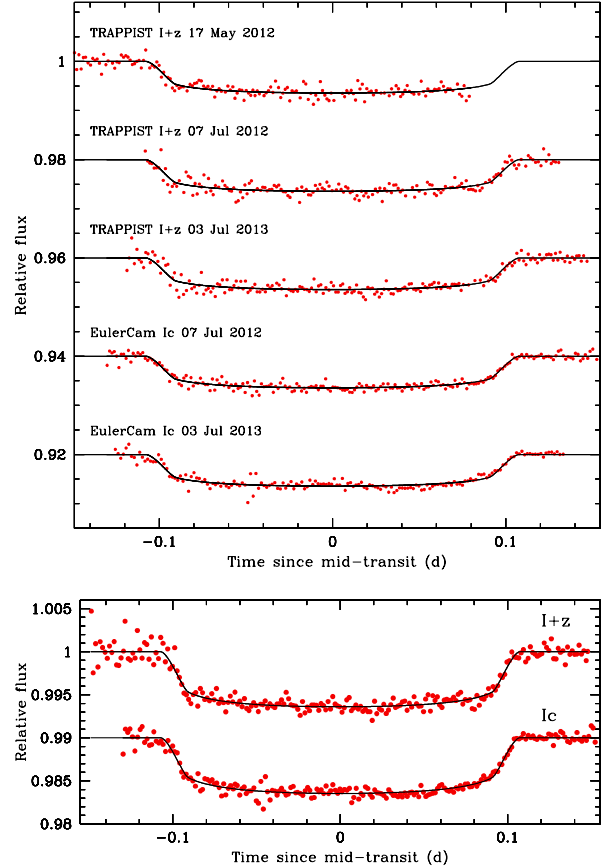 TRAPPIST I+z 17 May 2012
1
TRAPPIST I+z 07 Jul 2012
0.98
TRAPPIST I+z 03 Jul 2013
0.96
Relative flux
EulerCam Ic 07 Jul 2012
0.94
EulerCam Ic 03 Jul 2013
0.92
-0.1 0 0.1
Time since mid-transit (d)
1.005
I+z
1
0.995
Relative flux
Ic
0.99
0.985
0.98
-0.1 0 0.1
Time since mid-transit (d)